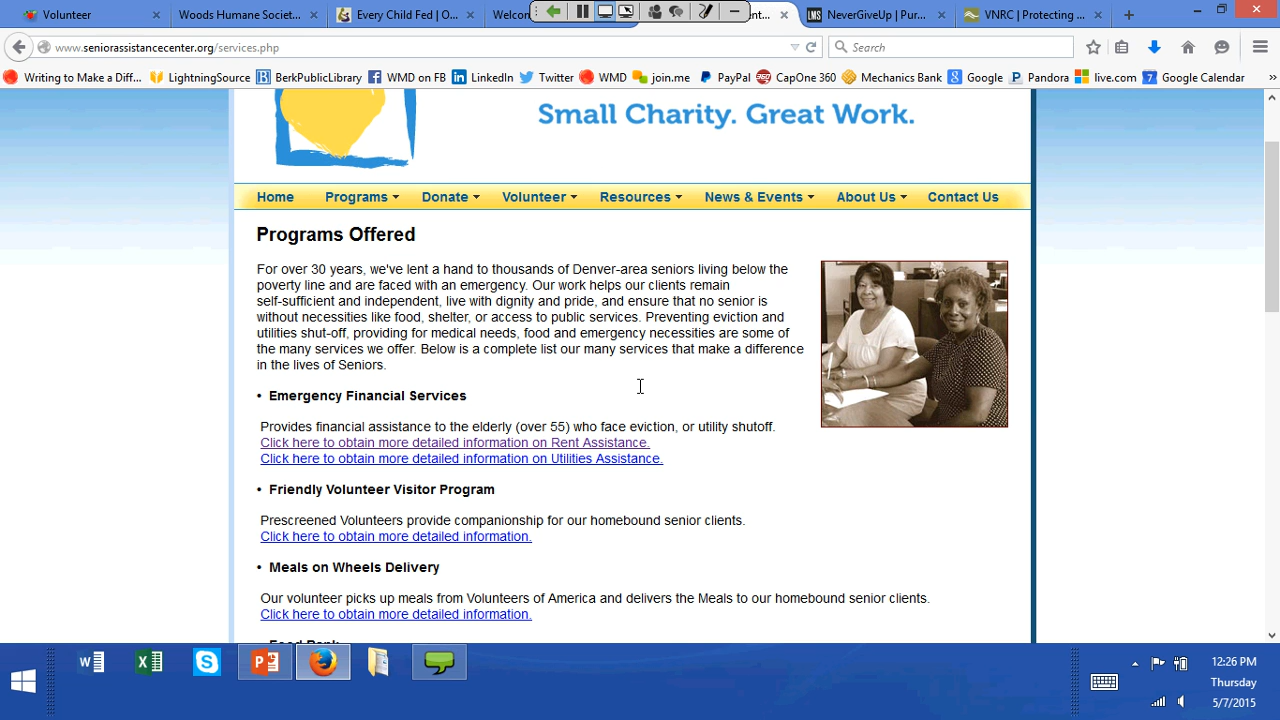 Volunteer
Woods Humane Societ...
Every Child Fed | O...
Welcon
ent...
LMS NeverGiveUp | Pur...
VNRC | Protecting ...
www.seniorassistancecenter.org/services.php
Search
Writing to Make a Diff...
LightningSource
BerkPublicLibrary
WMD on FB
LinkedIn
Twitter
WMD
join.me
PayPal
360 CapOne 360
Mechanics Bank
Google
Pandora
live.com
7 Google Calendar
Small Charity. Great Work.
Home Programs Donate Volunteer Resources News & Events About Us Contact Us
Programs Offered
For over 30 years, we've lent a hand to thousands of Denver-area seniors living below the
poverty line and are faced with an emergency. Our work helps our clients remain
self-sufficient and independent, live with dignity and pride, and ensure that no senior is
without necessities like food, shelter, or access to public services. Preventing eviction and
utilities shut-off, providing for medical needs, food and emergency necessities are some of
the many services we offer. Below is a complete list our many services that make a difference
in the lives of Seniors.
• Emergency Financial Services
Provides financial assistance to the elderly (over 55) who face eviction, or utility shutoff.
Click here to obtain more detailed information on Rent Assistance.
Click here to obtain more detailed information on Utilities Assistance.
• Friendly Volunteer Visitor Program
Prescreened Volunteers provide companionship for our homebound senior clients.
Click here to obtain more detailed information.
• Meals on Wheels Delivery
Our volunteer picks up meals from Volunteers of America and delivers the Meals to our homebound senior clients.
Click here to obtain more detailed information.
• Food Bank
12:26 PM
Thursday
5/7/2015